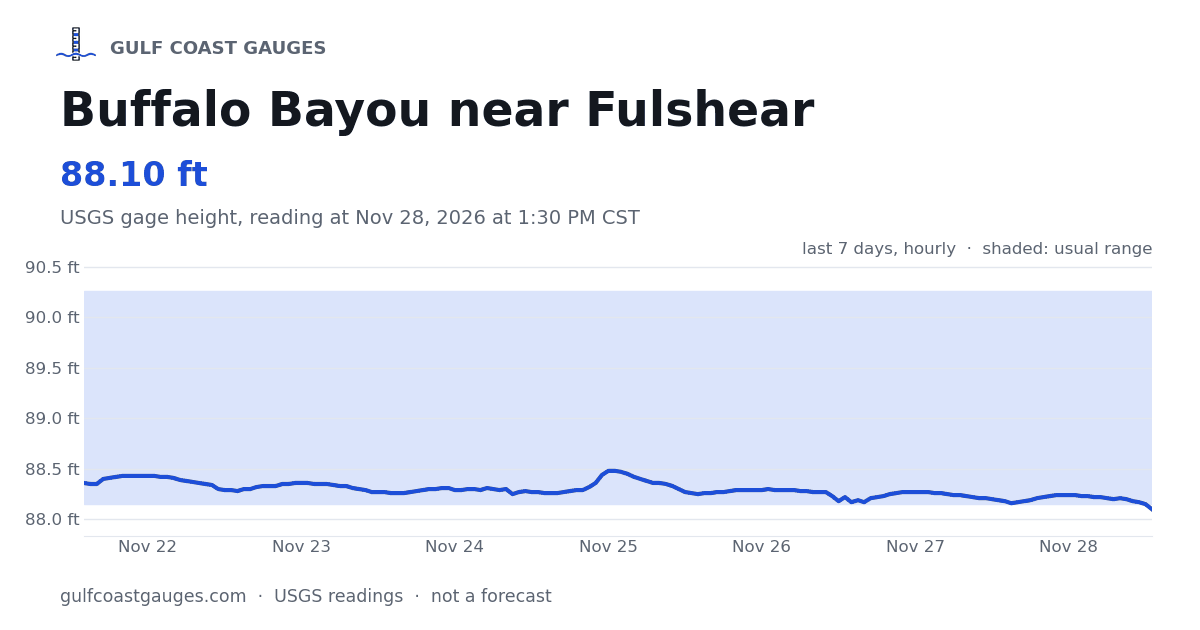 GULF COAST GAUGES
Buffalo Bayou near Fulshear
88.10 ft
USGS gage height, reading at Nov 28, 2026 at 1:30 PM CST
last 7 days, hourly · shaded: usual range
90.5 ft
90.0 ft
89.5 ft
89.0 ft
88.5 ft
88.0 ft
Nov 22 Nov 23 Nov 24 Nov 25 Nov 26 Nov 27 Nov 28
gulfcoastgauges.com · USGS readings · not a forecast